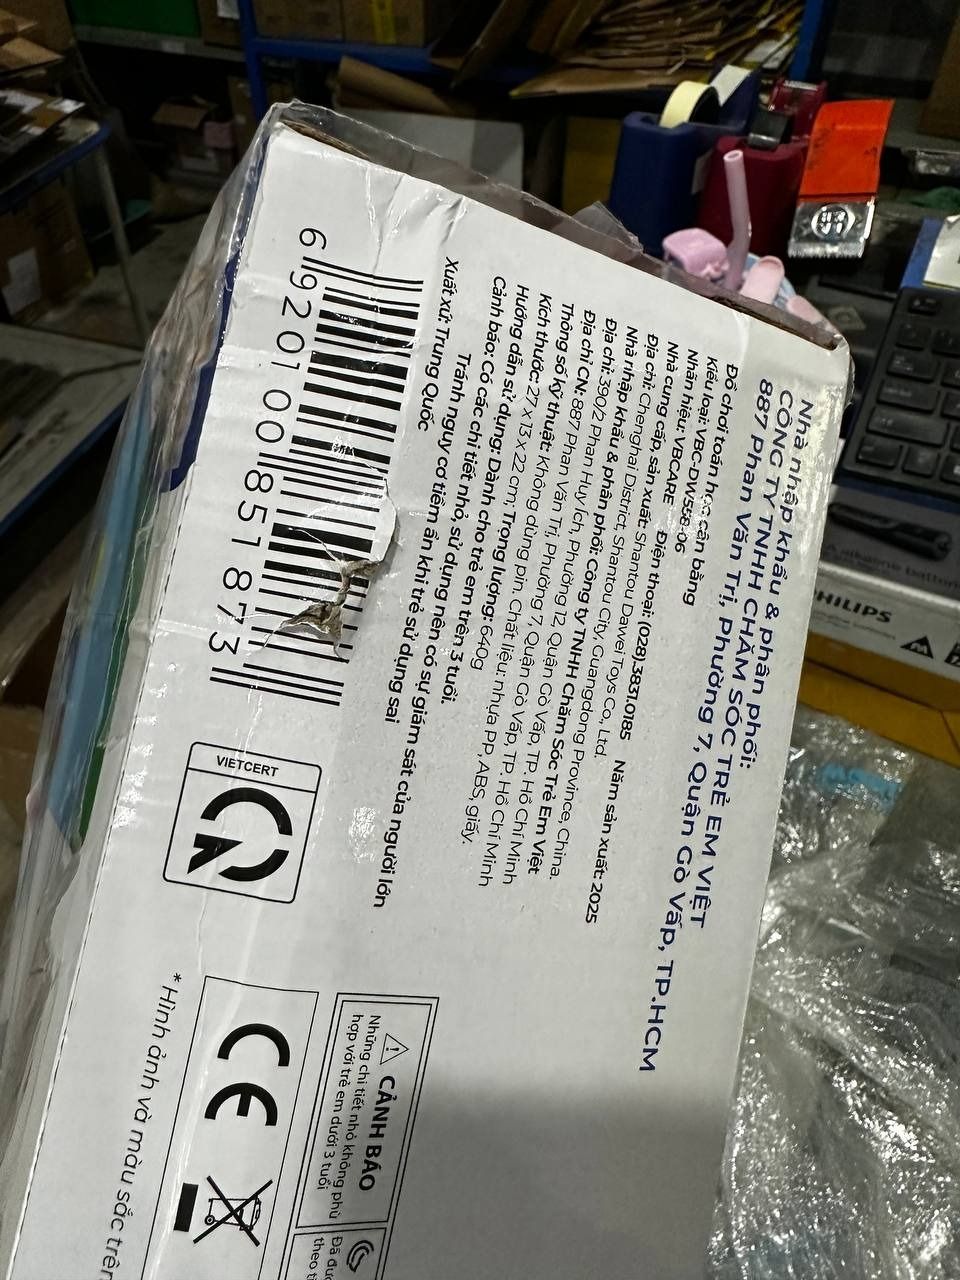 Nhà nhập khẩu & phân phối:
CÔNG TY TNHH CHĂM SÓC TRẺ EM VIỆT
887 Phan Văn Trị, Phường 7, Quận Gò Vấp, TP.HCM
Đồ chơi toán học cân bằng
Kiểu loại: VBC-DW558-06
Nhãn hiệu: VBCARE Điện thoại: (028).3831.0185 Năm sản xuất: 2025
Nhà cung cấp, sản xuất: Shantou Dawei Toys Co., Ltd.
Địa chỉ: Chenghai District, Shantou City, Guangdong Province, China.
Nhà nhập khẩu & phân phối: Công ty TNHH Chăm Sóc Trẻ Em Việt
Địa chỉ: 390/2 Phan Huy Ích, Phường 12, Quận Gò Vấp, TP. Hồ Chí Minh
Địa chỉ CN: 887 Phan Văn Trị, Phường 7, Quận Gò Vấp, TP. Hồ Chí Minh
Thông số kỹ thuật: Không dùng pin. Chất liệu: nhựa PP, ABS, giấy.
Kích thước: 27 x 13 x 22 cm, Trọng lượng: 640g
Hướng dẫn sử dụng: Dành cho trẻ em trên 3 tuổi.
Cảnh báo: Có các chi tiết nhỏ, sử dụng nên có sự giám sát của người lớn
Tránh nguy cơ tiềm ẩn khi trẻ sử dụng sai
Xuất xứ: Trung Quốc
6 920100 851873
VIETCERT
CR
CẢNH BÁO
Những chi tiết nhỏ không phù
hợp với trẻ em dưới 3 tuổi
Đã đượ
theo ti
CE
* Hình ảnh và màu sắc trên
PHILIPS
alkaline batteri